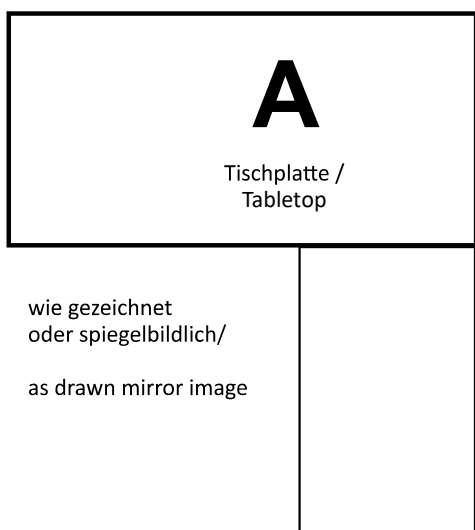 A
Tischplatte /
Tabletop
wie gezeichnet
oder spiegelbildlich/
as drawn mirror image